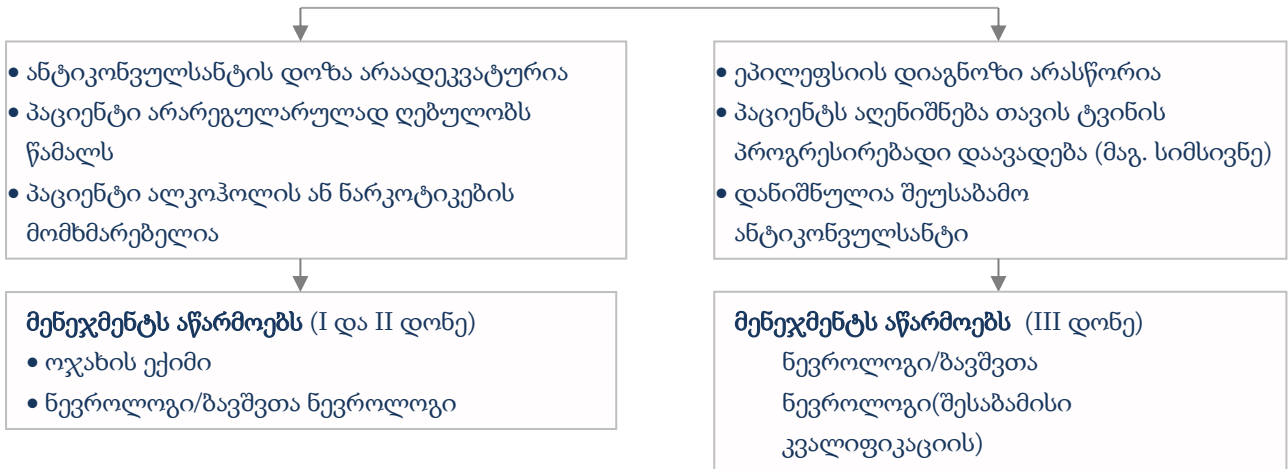 • ანტიკონვულსანტის დოზა არაადეკვატურია
• პაციენტი არარეგულარულად ღებულობს
წამალს
• პაციენტი ალკოჰოლის ან ნარკოტიკების
მომხმარებელია
• ეპილეფსიის დიაგნოზი არასწორია
• პაციენტს აღენიშნება თავის ტვინის
პროგრესირებადი დაავადება (მაგ. სიმსივნე)
• დანიშნულია შეუსაბამო
ანტიკონვულსანტი
მენეჯმენტს აწარმოებს (I და II დონე)
• ოჯახის ექიმი
• ნევროლოგი/ბავშვთა ნევროლოგი
მენეჯმენტს აწარმოებს (III დონე)
ნევროლოგი/ბავშვთა
ნევროლოგი(შესაბამისი
კვალიფიკაციის)